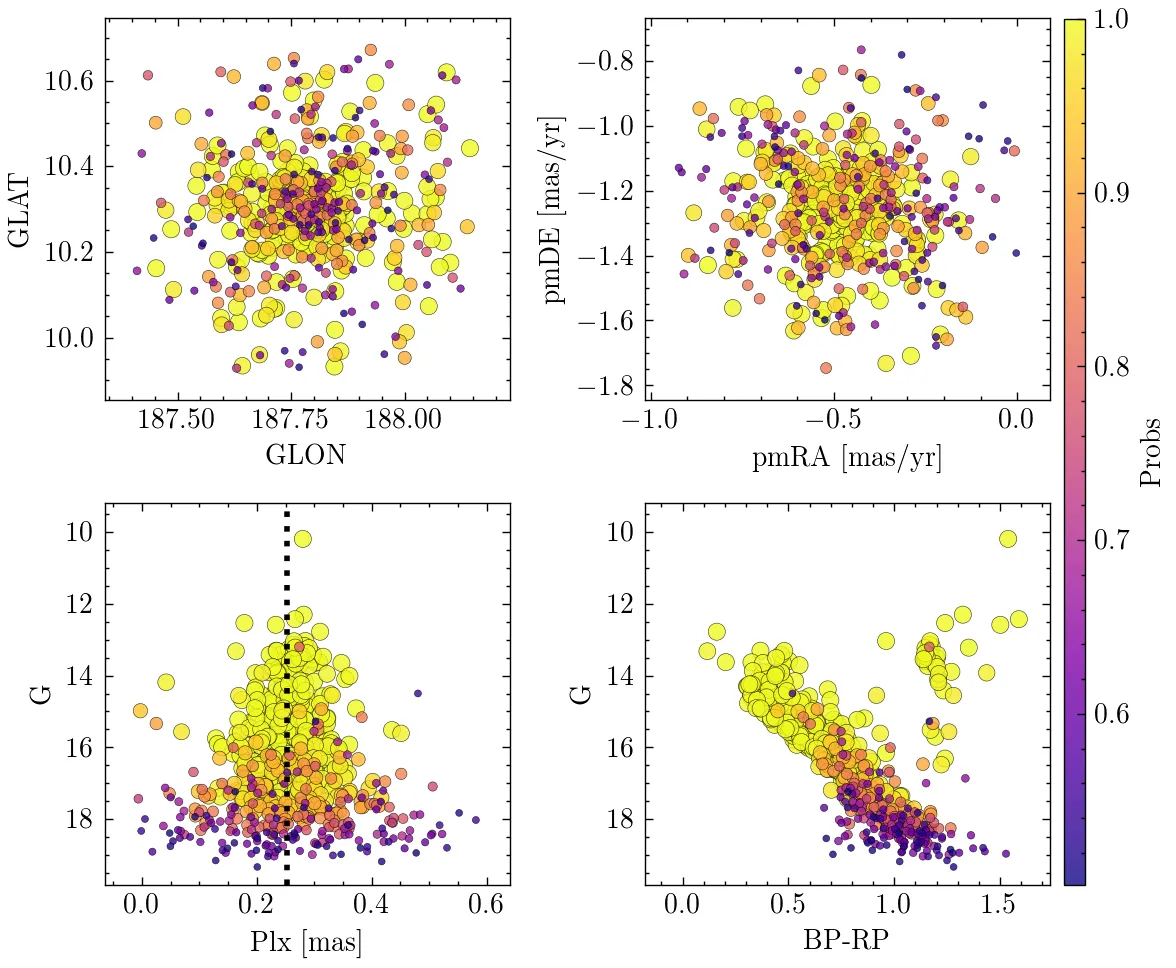 10.6
10.4
10.2
10.0
GLAT
187.50 187.75 188.00
GLON
−0.8
−1.0
−1.2
−1.4
−1.6
−1.8
pmDE [mas/yr]
−1.0 −0.5 0.0
pmRA [mas/yr]
1.0
0.9
0.8
0.7
0.6
Probs
10
12
14
16
18
G
0.0 0.2 0.4 0.6
Plx [mas]
10
12
14
16
18
G
0.0 0.5 1.0 1.5
BP-RP